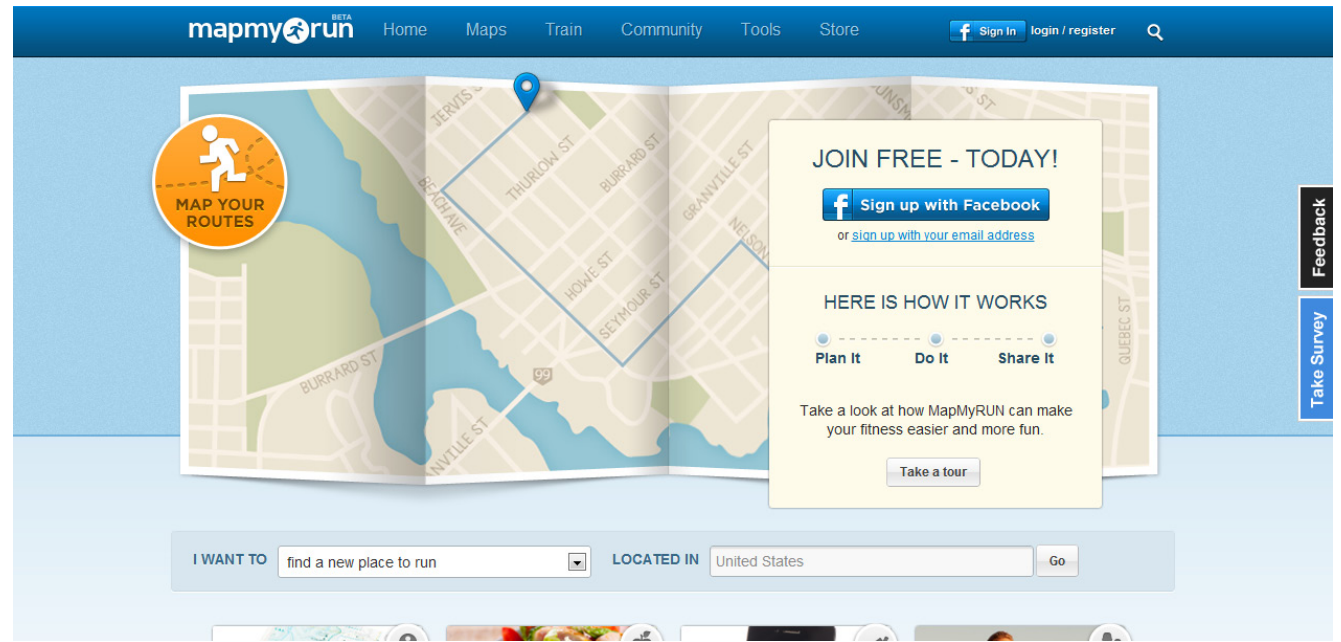 mapmyrun BETA
Home Maps Train Community Tools Store
f Sign In login / register
JERVIS S
UNSM
S ST
THURLOW ST
BURRARD ST
GRANVILLE ST
BEACH AVE
NELSON
HOWE ST
SEYMOUR ST
99
BURRARD ST
NVILLE ST
QUEBEC ST
MAP YOUR
ROUTES
JOIN FREE - TODAY!
f Sign up with Facebook
or sign up with your email address
HERE IS HOW IT WORKS
Plan It Do It Share It
Take a look at how MapMyRUN can make
your fitness easier and more fun.
Take a tour
Feedback
Take Survey
I WANT TO find a new place to run LOCATED IN United States Go